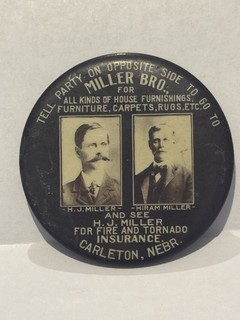 TELL PARTY ON OPPOSITE SIDE TO GO TO
MILLER BRO.
FOR
ALL KINDS OF HOUSE FURNISHINGS,
FURNITURE, CARPETS, RUGS, ETC.
- H. J. MILLER - - HIRAM MILLER -
AND SEE
H. J. MILLER
FOR FIRE AND TORNADO
INSURANCE.
CARLETON, NEBR.